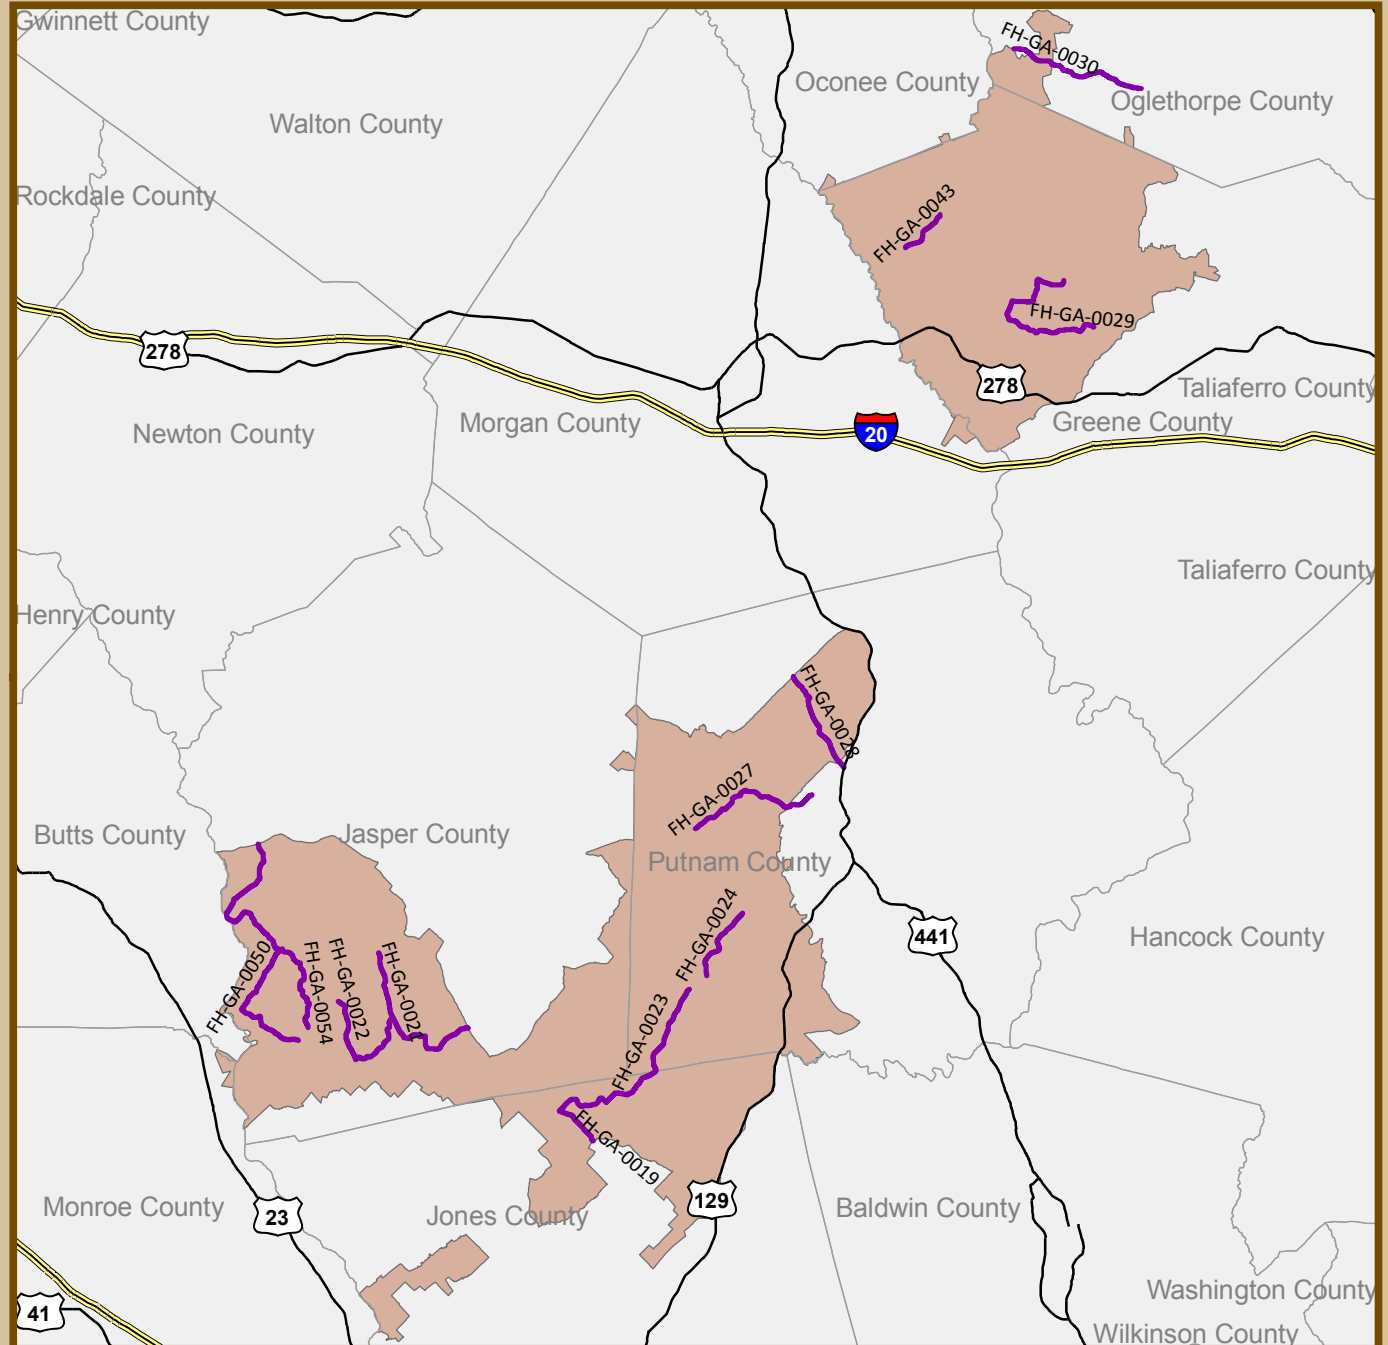 Gwinnett County
FH-GA-0030
Oconee County
Oglethorpe County
Walton County
Rockdale County
FH-GA-0043
FH-GA-0029
278
278
Taliaferro County
Morgan County
Greene County
Newton County
20
Taliaferro County
Henry County
FH-GA-0028
FH-GA-0027
Butts County
Jasper County
Putnam County
FH-GA-0024
441
Hancock County
FH-GA-0050
FH-GA-0054
FH-GA-0022
FH-GA-0021
FH-GA-0023
FH-GA-0019
129
Monroe County
23
Jones County
Baldwin County
Washington County
41
Wilkinson County